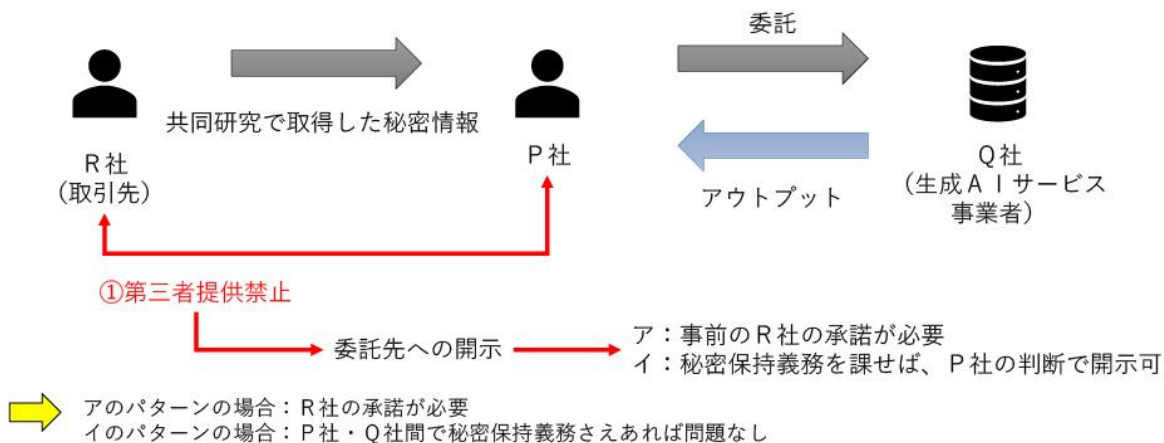 委託
共同研究で取得した秘密情報
R社
(取引先)
P社
アウトプット
Q社
(生成AIサービス
事業者)
①第三者提供禁止
委託先への開示
ア：事前のR社の承諾が必要
イ：秘密保持義務を課せば、P社の判断で開示可
アのパターンの場合：R社の承諾が必要
イのパターンの場合：P社・Q社間で秘密保持義務さえあれば問題なし